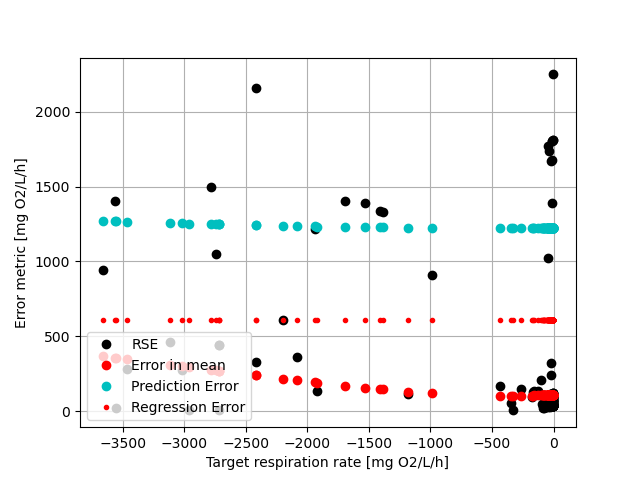 2000
1500
1000
500
0
Error metric [mg O2/L/h]
RSE
Error in mean
Prediction Error
Regression Error
−3500 −3000 −2500 −2000 −1500 −1000 −500 0
Target respiration rate [mg O2/L/h]